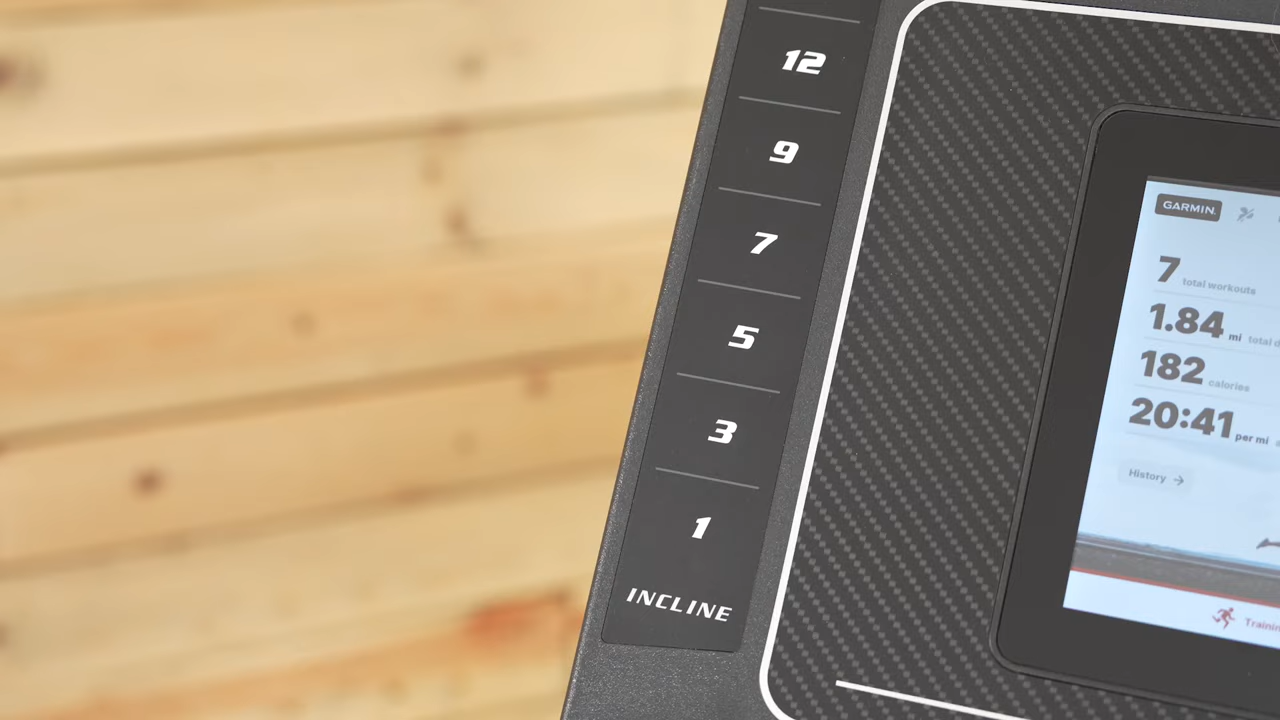 12
9
7
5
3
1
INCLINE
GARMIN
7 total workouts
1.84 mi total
182 calories
20:41 per mi
History →